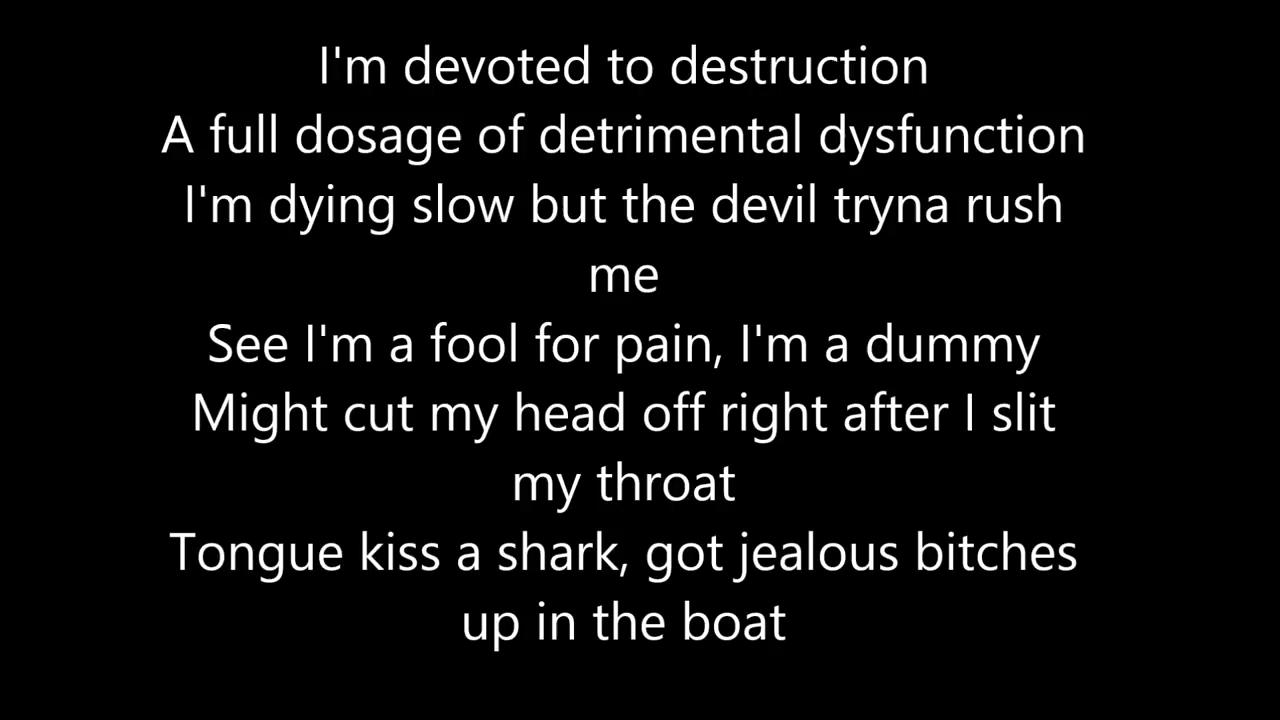 I'm devoted to destruction
A full dosage of detrimental dysfunction
I'm dying slow but the devil tryna rush
me
See I'm a fool for pain, I'm a dummy
Might cut my head off right after I slit
my throat
Tongue kiss a shark, got jealous bitches
up in the boat